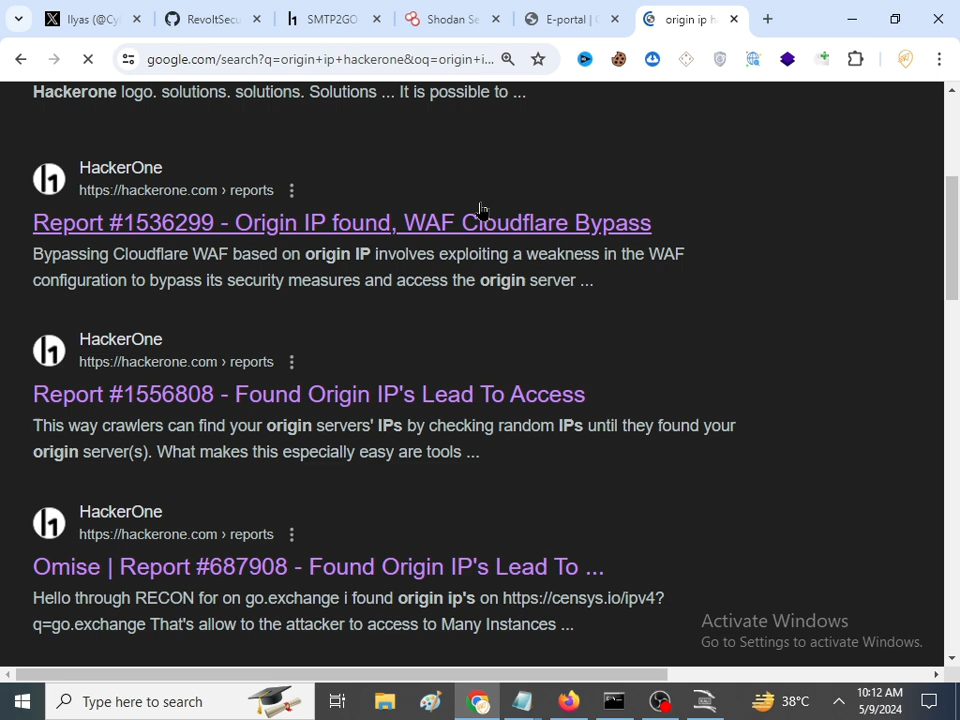 Ilyas (@Cy
RevoltSecu
SMTP2GO
Shodan Se
E-portal | C
origin ip h
google.com/search?q=origin+ip+hackerone&oq=origin+i...
Hackerone logo. solutions. solutions. Solutions ... It is possible to ...
HackerOne
https://hackerone.com › reports
Report #1536299 - Origin IP found, WAF Cloudflare Bypass
Bypassing Cloudflare WAF based on origin IP involves exploiting a weakness in the WAF
configuration to bypass its security measures and access the origin server ...
HackerOne
https://hackerone.com › reports
Report #1556808 - Found Origin IP's Lead To Access
This way crawlers can find your origin servers' IPs by checking random IPs until they found your
origin server(s). What makes this especially easy are tools ...
HackerOne
https://hackerone.com › reports
Omise | Report #687908 - Found Origin IP's Lead To ...
Hello through RECON for on go.exchange i found origin ip's on https://censys.io/ipv4?
q=go.exchange That's allow to the attacker to access to Many Instances ...
Activate Windows
Go to Settings to activate Windows.
Type here to search
38°C
10:12 AM
5/9/2024